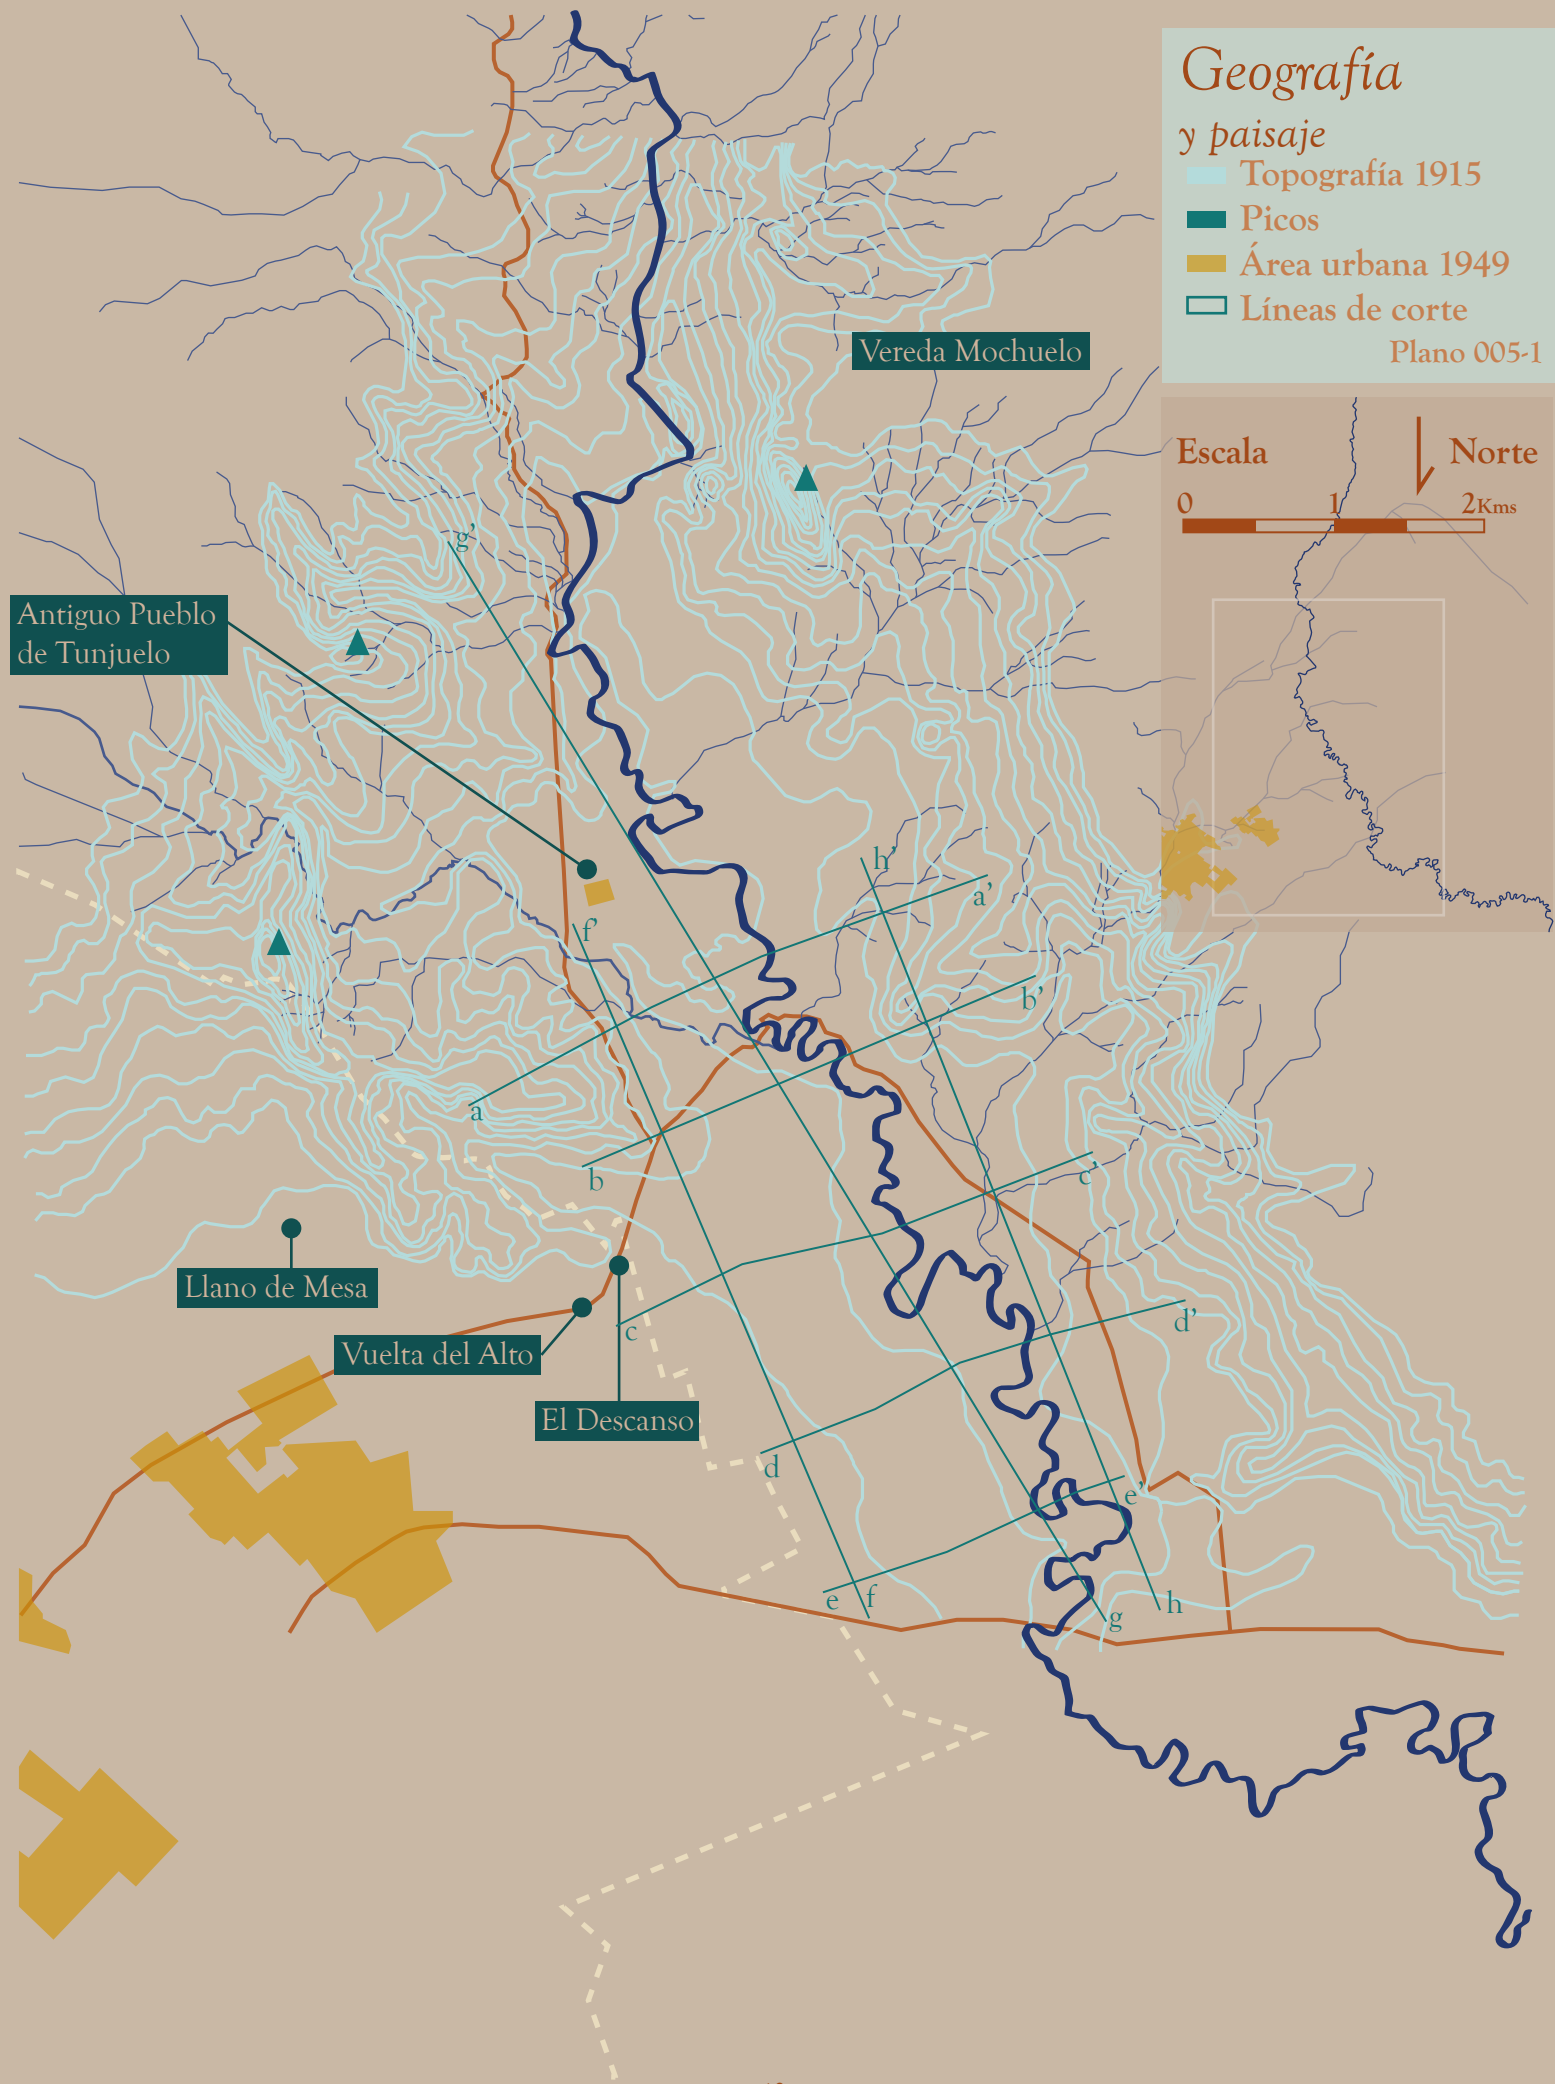 Geografía
y paisaje
Topografía 1915
Picos
Área urbana 1949
Líneas de corte
Plano 005-1
Vereda Mochuelo
Escala
Norte
0 1 2Kms
g’
Antiguo Pueblo
de Tunjuelo
h’
a’
f’
b’
a
b
c’
Llano de Mesa
d’
c
Vuelta del Alto
El Descanso
d
e’
e
f
h
g